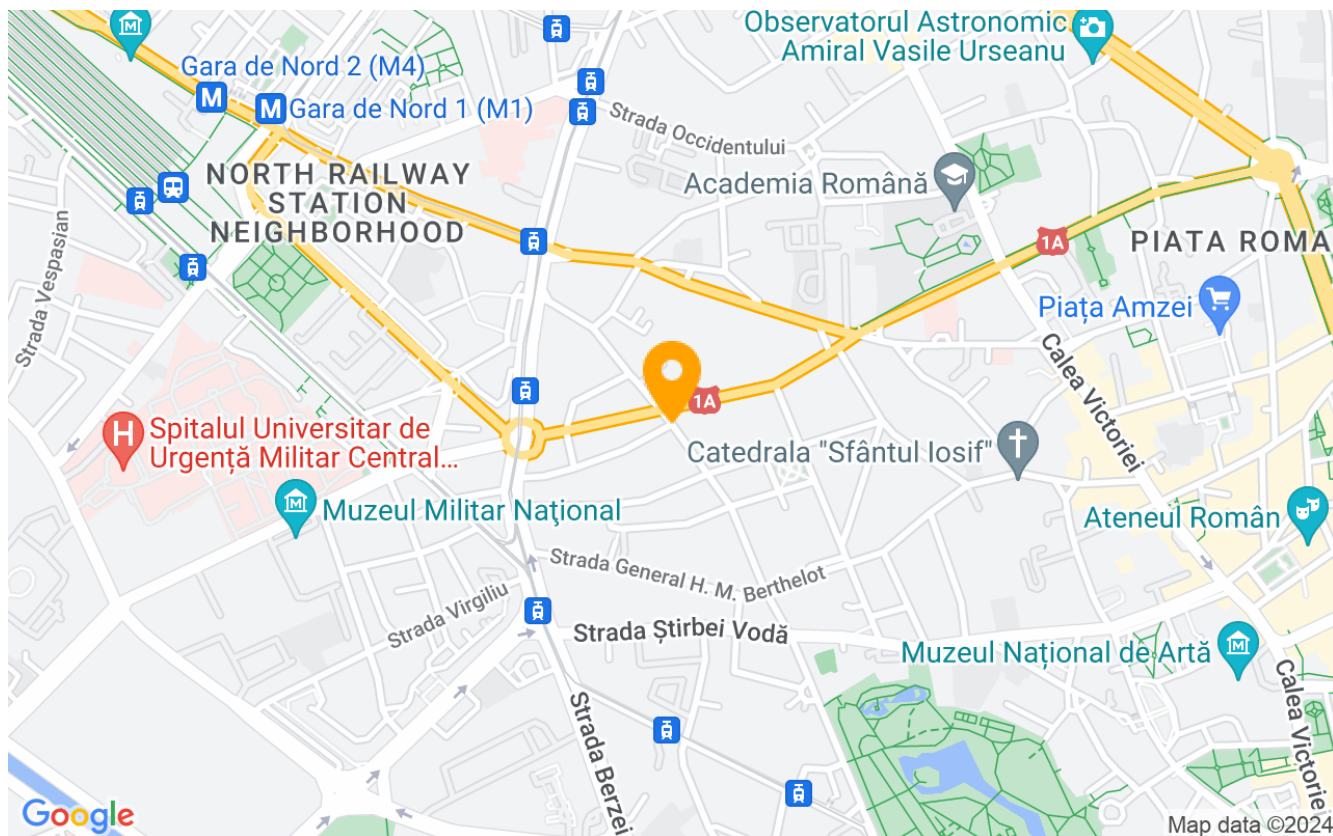 Observatorul Astronomic
Amiral Vasile Urseanu
Gara de Nord 2 (M4)
M
M
Gara de Nord 1 (M1)
Strada Occidentului
NORTH RAILWAY
STATION
NEIGHBORHOOD
Academia Română
1A
PIATA ROMA
Strada Vespasian
Piața Amzei
Calea Victoriei
1A
H
Spitalul Universitar de
Urgență Militar Central...
Catedrala "Sfântul Iosif"
Muzeul Militar Naţional
Ateneul Român
Strada General H. M. Berthelot
Strada Virgiliu
Strada Știrbei Vodă
Muzeul Național de Artă
Calea Victoriei
Strada Berzei
Google
Map data ©2024